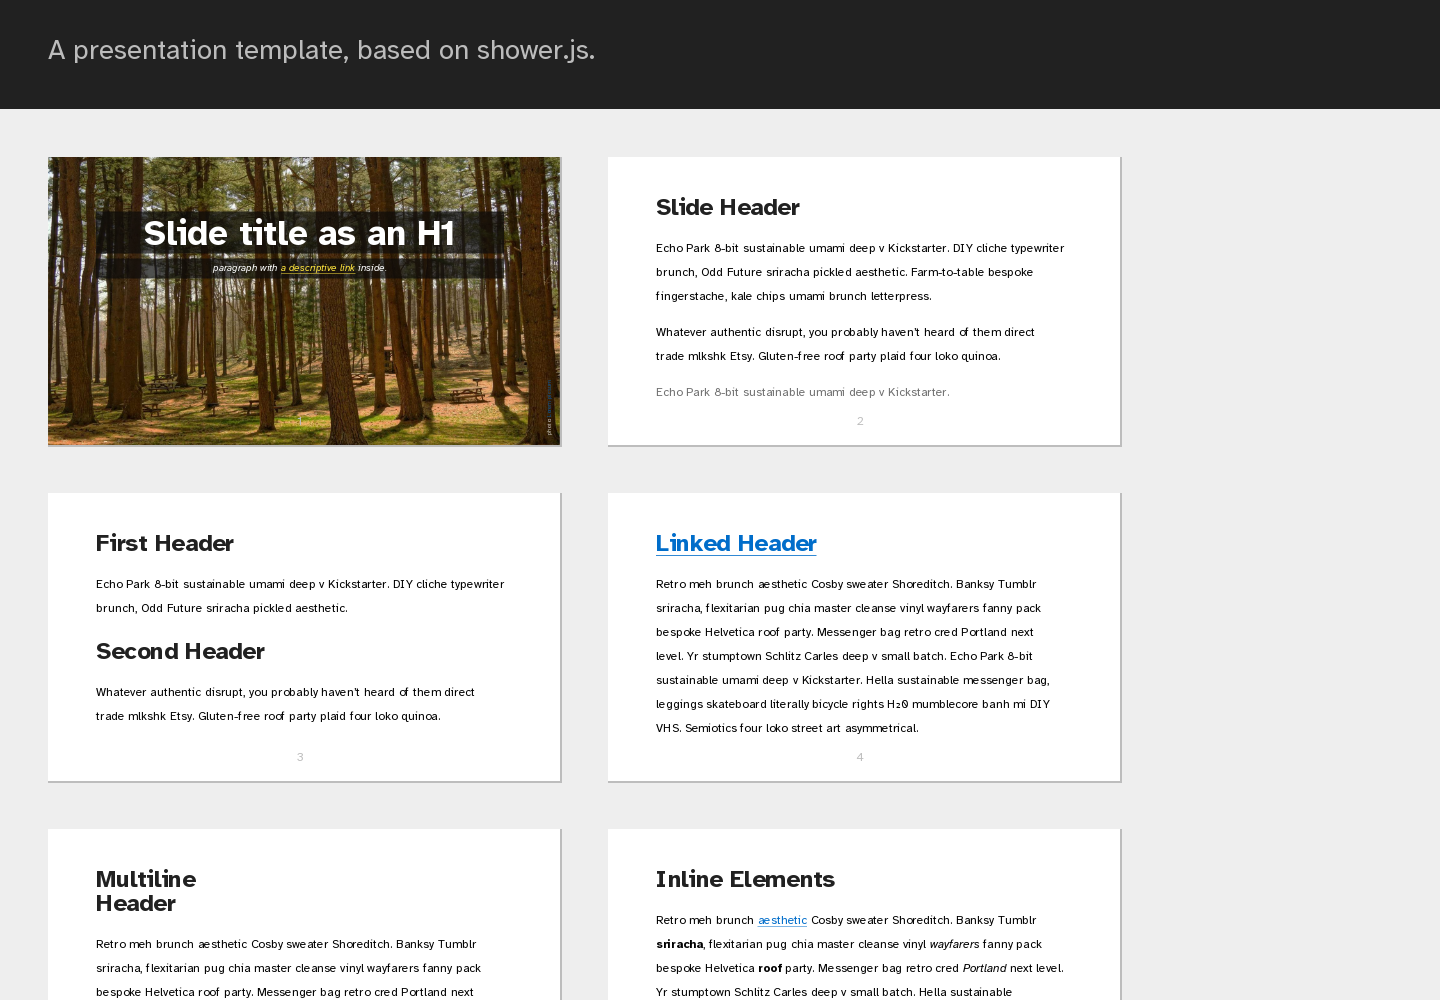 A presentation template, based on shower.js.
Slide title as an H1
paragraph with a descriptive link inside.
photo
1
Slide Header
Echo Park 8-bit sustainable umami deep v Kickstarter. DIY cliche typewriter
brunch, Odd Future sriracha pickled aesthetic. Farm-to-table bespoke
fingerstache, kale chips umami brunch letterpress.
Whatever authentic disrupt, you probably haven't heard of them direct
trade mlkshk Etsy. Gluten-free roof party plaid four loko quinoa.
Echo Park 8-bit sustainable umami deep v Kickstarter.
2
First Header
Echo Park 8-bit sustainable umami deep v Kickstarter. DIY cliche typewriter
brunch, Odd Future sriracha pickled aesthetic.
Second Header
Whatever authentic disrupt, you probably haven't heard of them direct
trade mlkshk Etsy. Gluten-free roof party plaid four loko quinoa.
3
Linked Header
Retro meh brunch aesthetic Cosby sweater Shoreditch. Banksy Tumblr
sriracha, flexitarian pug chia master cleanse vinyl wayfarers fanny pack
bespoke Helvetica roof party. Messenger bag retro cred Portland next
level. Yr stumptown Schlitz Carles deep v small batch. Echo Park 8-bit
sustainable umami deep v Kickstarter. Hella sustainable messenger bag,
leggings skateboard literally bicycle rights H₂0 mumblecore banh mi DIY
VHS. Semiotics four loko street art asymmetrical.
4
Multiline
Header
Retro meh brunch aesthetic Cosby sweater Shoreditch. Banksy Tumblr
sriracha, flexitarian pug chia master cleanse vinyl wayfarers fanny pack
bespoke Helvetica roof party. Messenger bag retro cred Portland next
Inline Elements
Retro meh brunch aesthetic Cosby sweater Shoreditch. Banksy Tumblr
sriracha, flexitarian pug chia master cleanse vinyl wayfarers fanny pack
bespoke Helvetica roof party. Messenger bag retro cred Portland next level.
Yr stumptown Schlitz Carles deep v small batch. Hella sustainable